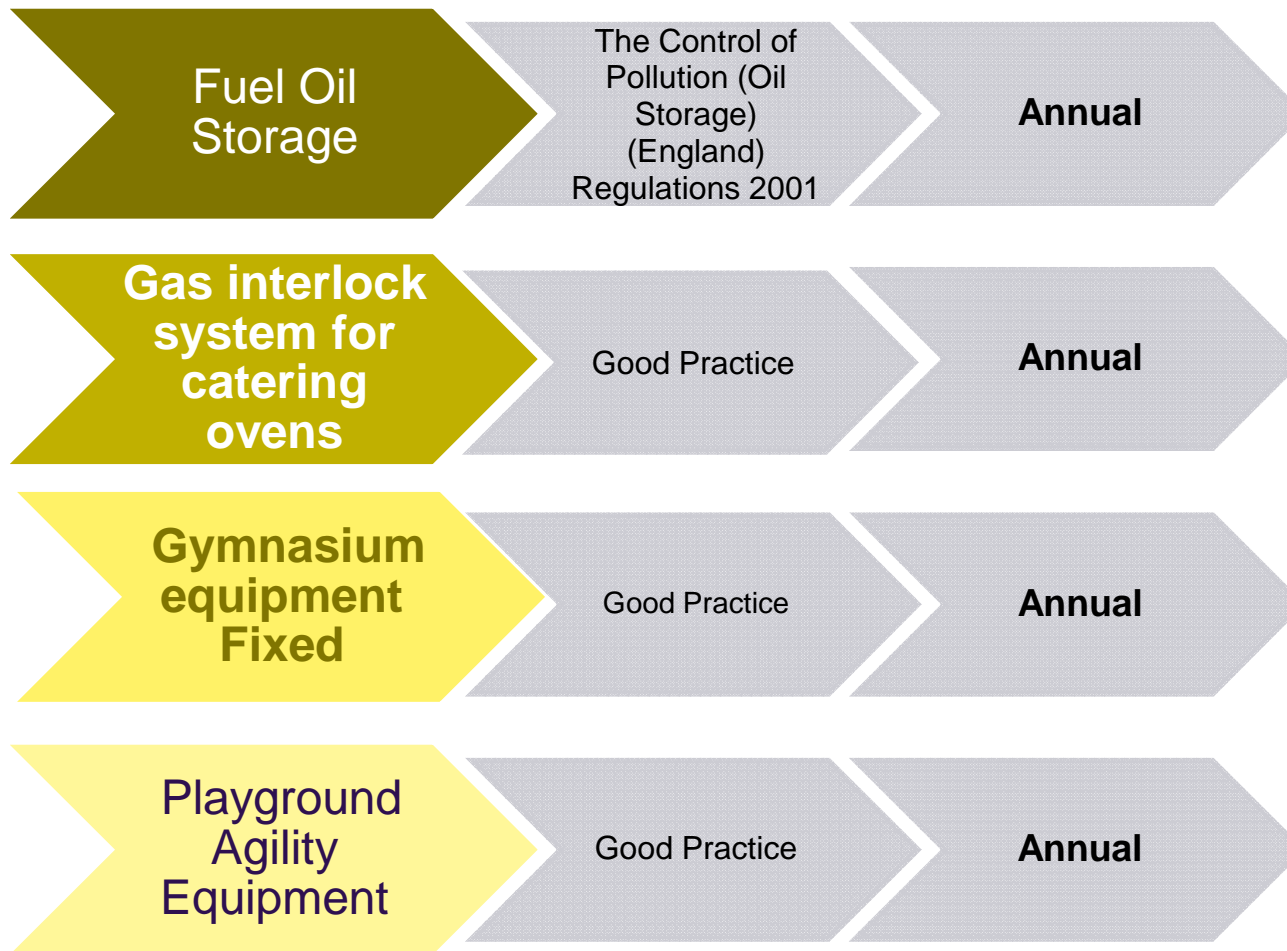 Fuel Oil
Storage
The Control of
Pollution (Oil
Storage)
(England)
Regulations 2001
Annual
Gas interlock
system for
catering
ovens
Good Practice
Annual
Gymnasium
equipment
Fixed
Good Practice
Annual
Playground
Agility
Equipment
Good Practice
Annual